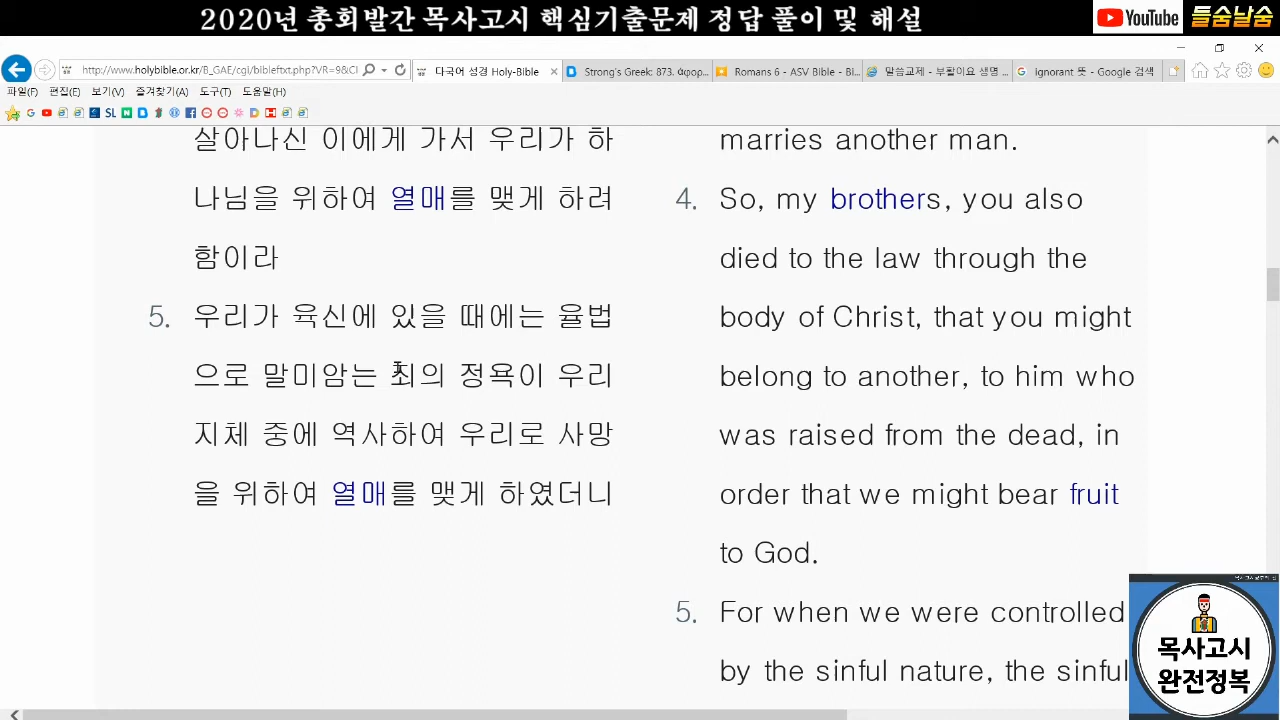 2020년 총회발간 목사고시 핵심기출문제 정답 풀이 및 해설
YouTube
들숨날숨
http://www.holybible.or.kr/B_GAE/cgi/bibleftxt.php?VR=9&CI
다국어 성경 Holy-Bible
Strong's Greek: 873. ἀφορ...
Romans 6 - ASV Bible - Bl...
말씀교제 - 부활이요 생명 ...
ignorant 뜻 - Google 검색
파일(F) 편집(E) 보기(V) 즐겨찾기(A) 도구(T) 도움말(H)
살아나신 이에게 가서 우리가 하
나님을 위하여 열매를 맺게 하려
함이라
5. 우리가 육신에 있을 때에는 율법
으로 말미암는 죄의 정욕이 우리
지체 중에 역사하여 우리로 사망
을 위하여 열매를 맺게 하였더니
marries another man.
4. So, my brothers, you also
died to the law through the
body of Christ, that you might
belong to another, to him who
was raised from the dead, in
order that we might bear fruit
to God.
5. For when we were controlled
by the sinful nature, the sinful
목사고시
완전정복